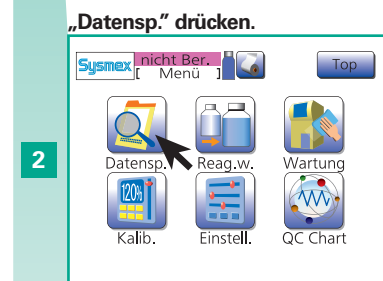 „Datensp.” drücken.
2
Sysmex nicht Ber. Top
[ Menü ]
Datensp. Reag.w. Wartung
120%
Kalib. Einstell. QC Chart